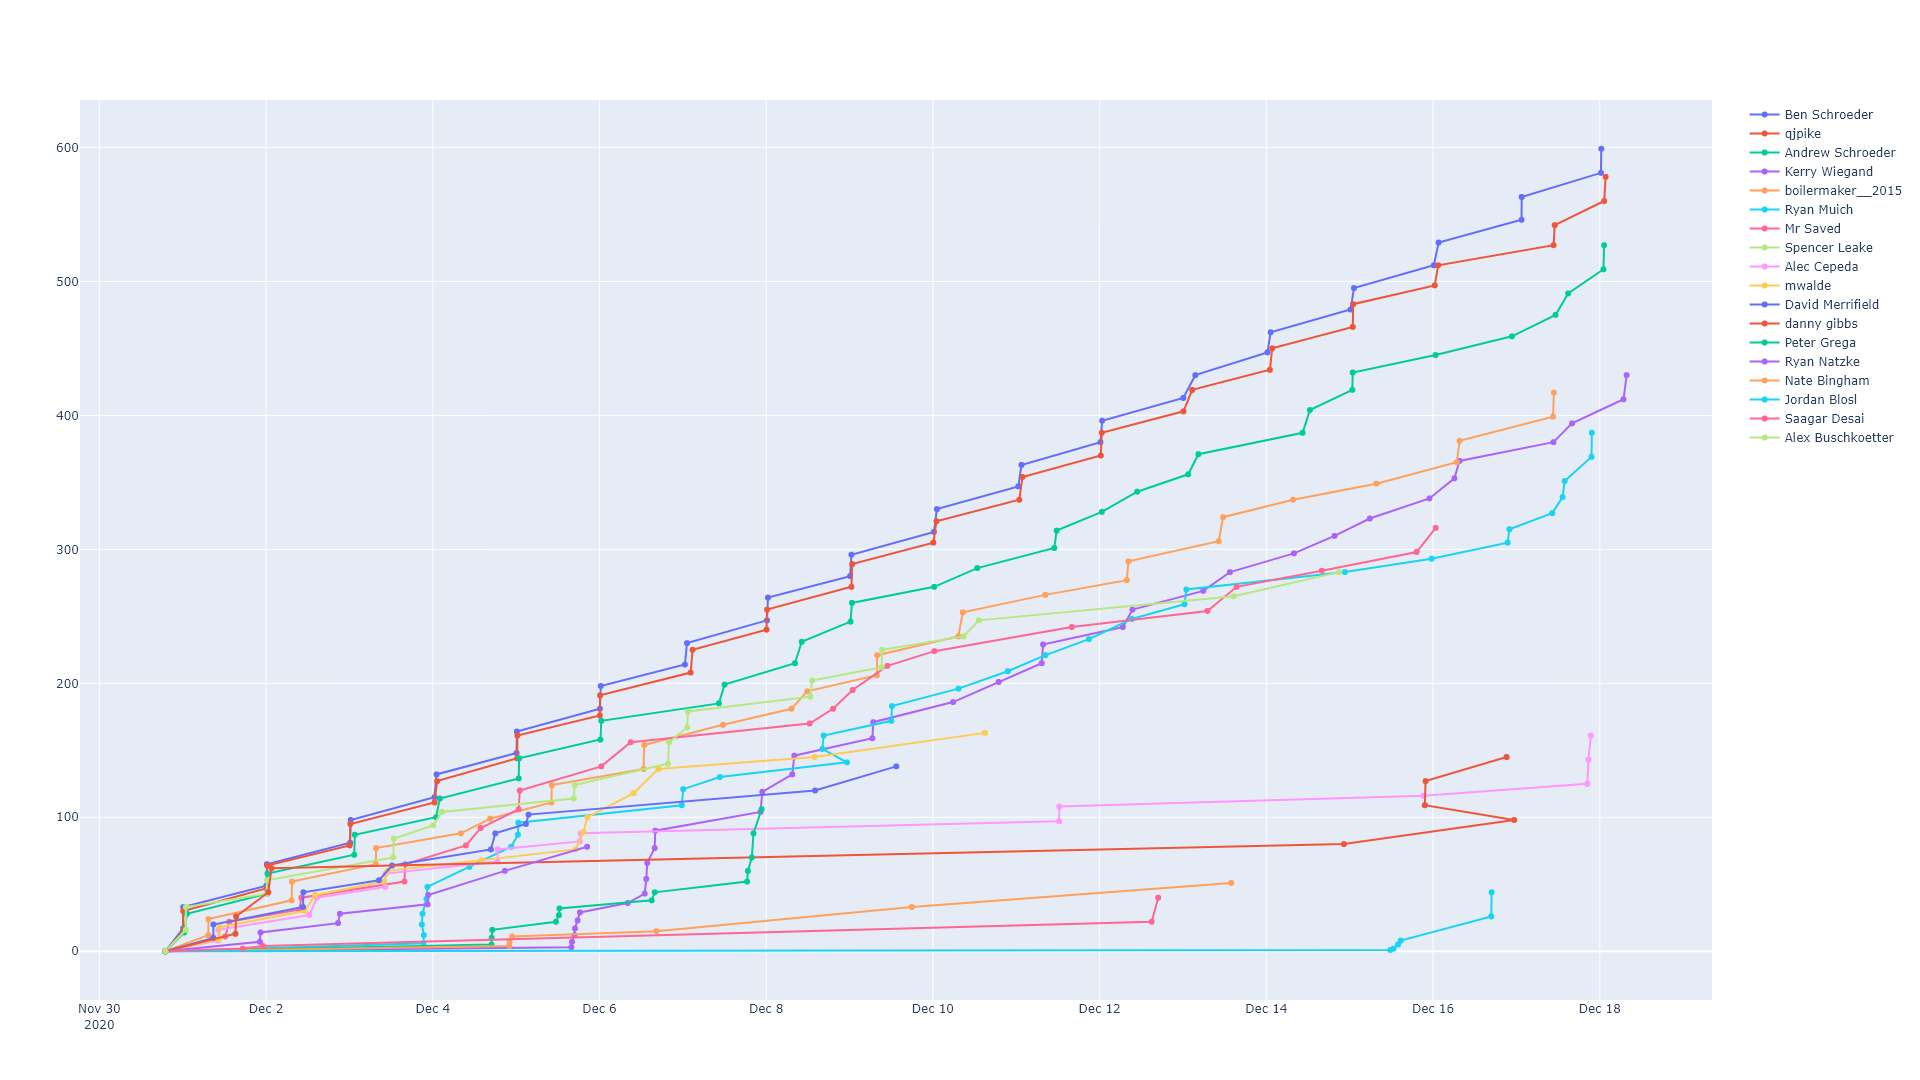 600
500
400
300
200
100
0
Nov 30
2020
Dec 2
Dec 4
Dec 6
Dec 8
Dec 10
Dec 12
Dec 14
Dec 16
Dec 18
Ben Schroeder
qjpike
Andrew Schroeder
Kerry Wiegand
boilermaker__2015
Ryan Muich
Mr Saved
Spencer Leake
Alec Cepeda
mwalde
David Merrifield
danny gibbs
Peter Grega
Ryan Natzke
Nate Bingham
Jordan Blosl
Saagar Desai
Alex Buschkoetter